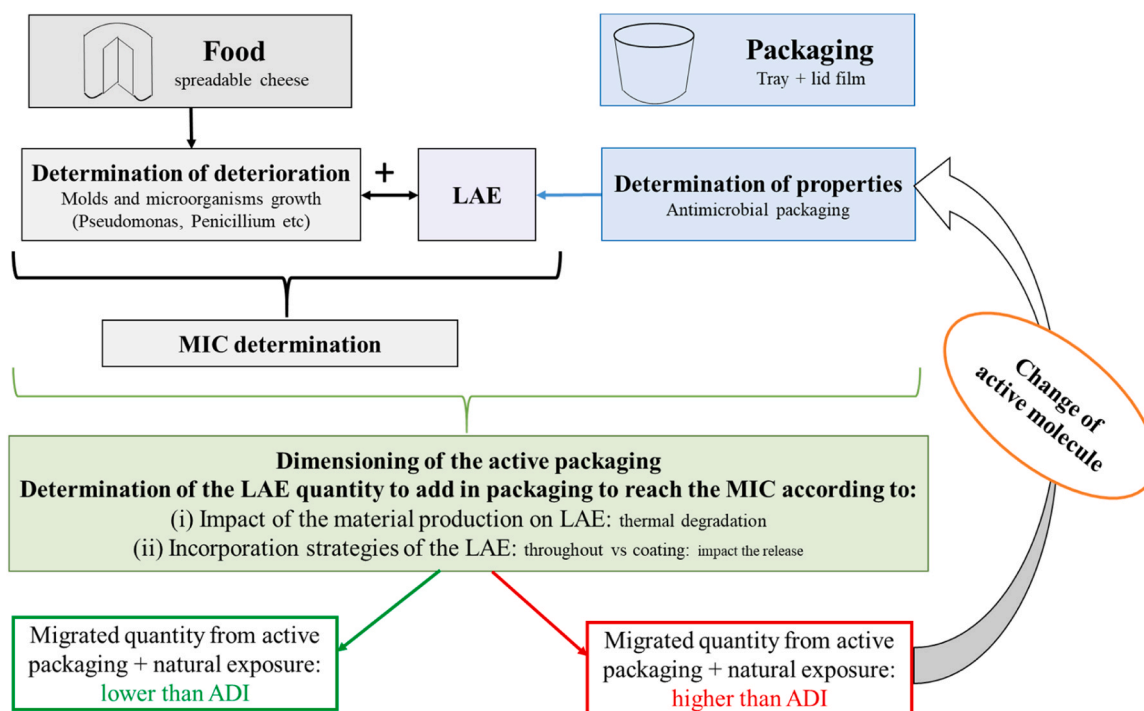 Food
spreadable cheese
Packaging
Tray + lid film
Determination of deterioration
Molds and microorganisms growth
(Pseudomonas, Penicillium etc)
+
LAE
Determination of properties
Antimicrobial packaging
MIC determination
Change of
active molecule
Dimensioning of the active packaging
Determination of the LAE quantity to add in packaging to reach the MIC according to:
(i) Impact of the material production on LAE: thermal degradation
(ii) Incorporation strategies of the LAE: throughout vs coating: impact the release
Migrated quantity from active
packaging + natural exposure:
lower than ADI
Migrated quantity from active
packaging + natural exposure:
higher than ADI